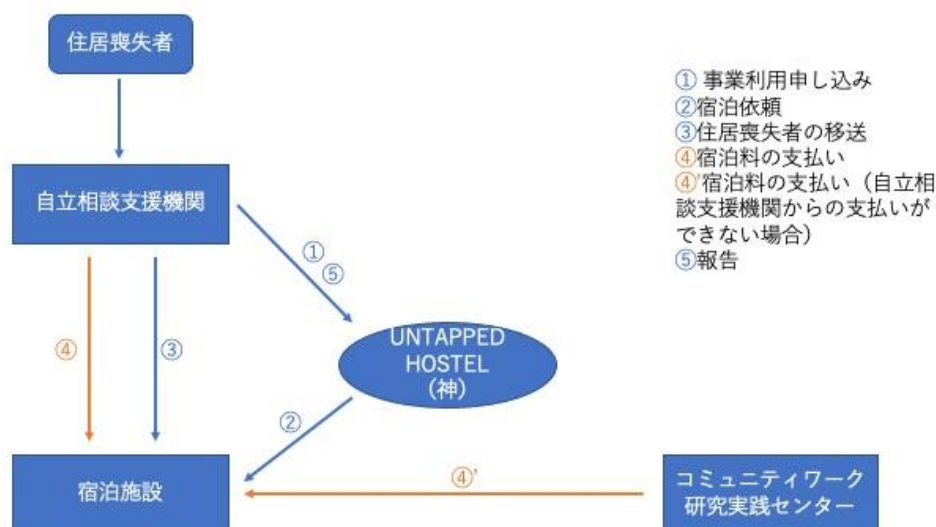 住居喪失者
自立相談支援機関
① 事業利用申し込み
②宿泊依頼
③住居喪失者の移送
④宿泊料の支払い
④'宿泊料の支払い（自立相
談支援機関からの支払いが
できない場合）
⑤報告
①
⑤
④
③
UNTAPPED
HOSTEL
（神）
②
宿泊施設
④'
コミュニティワーク
研究実践センター